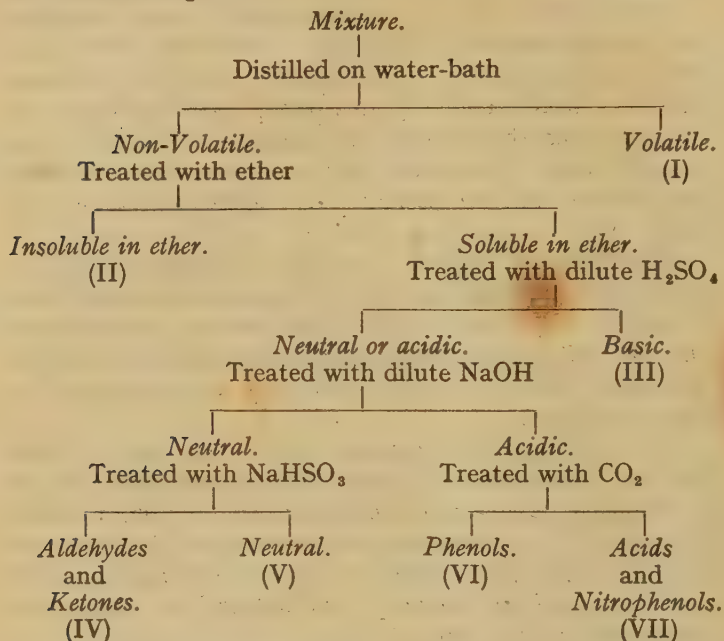 Mixture.
Distilled on water-bath
Non-Volatile.
Treated with ether
Volatile.
(I)
Insoluble in ether.
(II)
Soluble in ether.
Treated with dilute H₂SO₄
Neutral or acidic.
Treated with dilute NaOH
Basic.
(III)
Neutral.
Treated with NaHSO₃
Acidic.
Treated with CO₂
Aldehydes
and
Ketones.
(IV)
Neutral.
(V)
Phenols.
(VI)
Acids
and
Nitrophenols.
(VII)